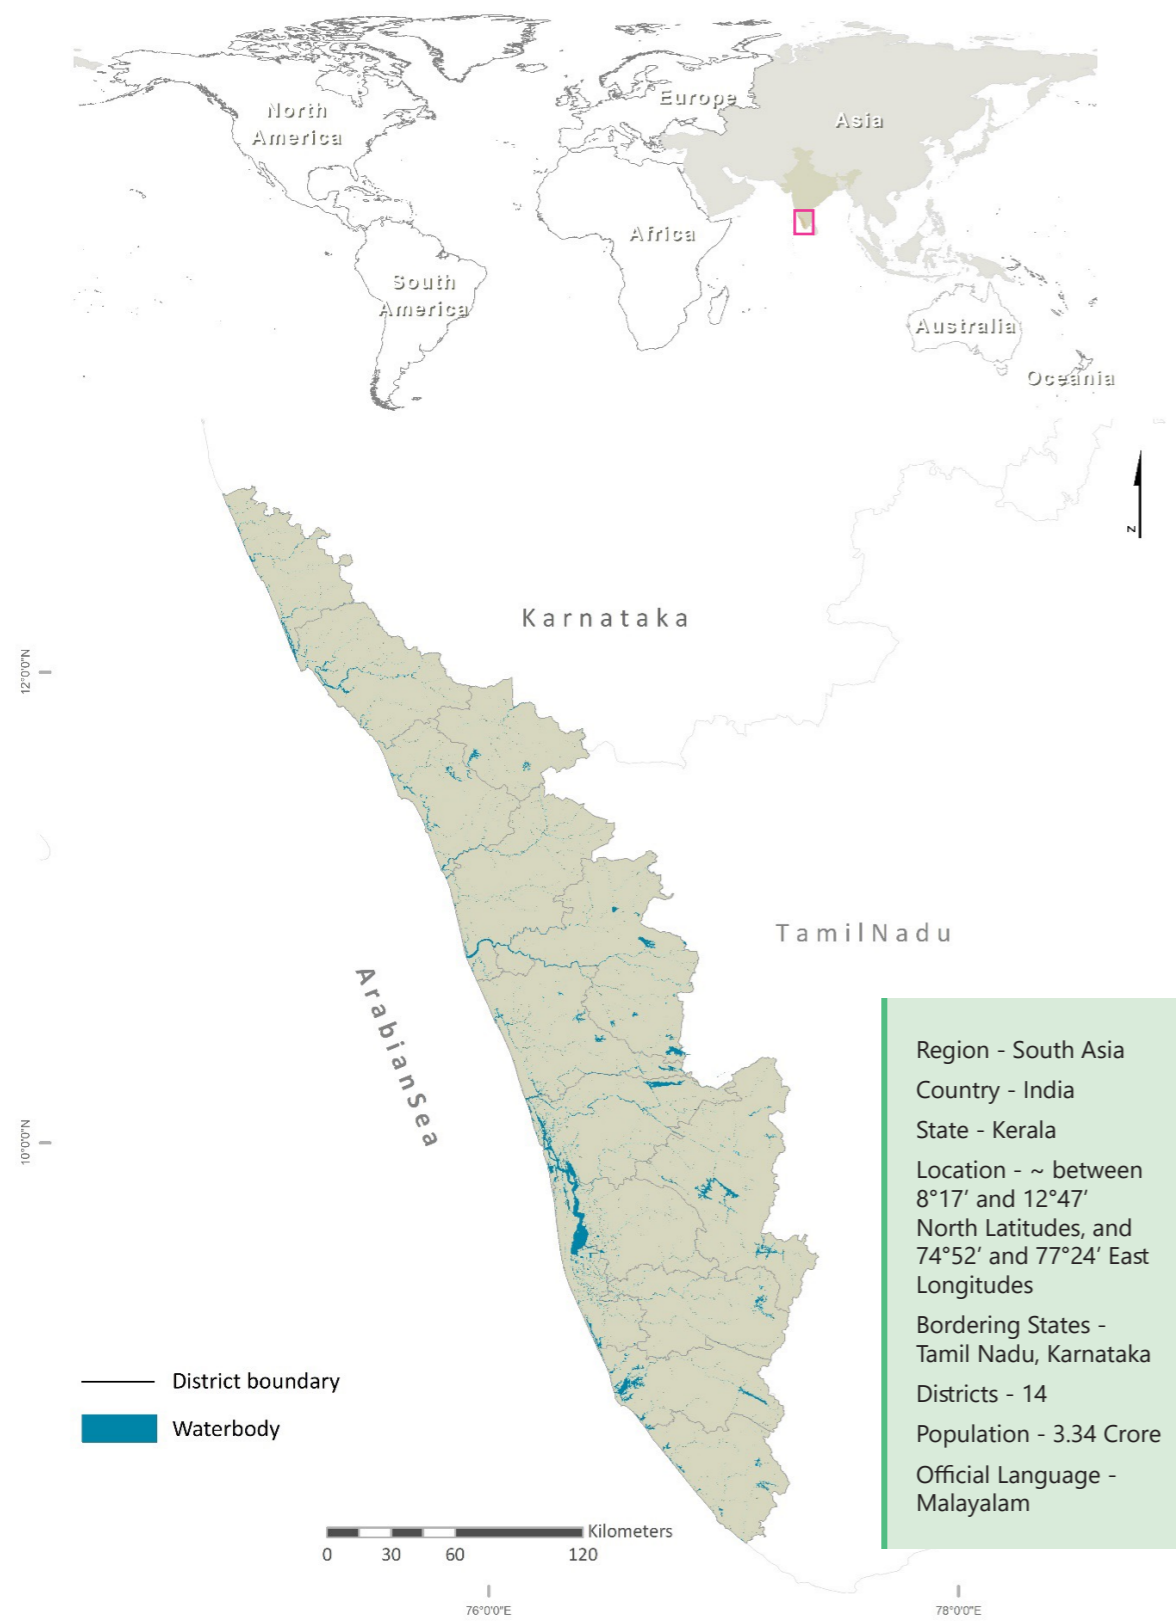 North
America
Europe
Asia
Africa
South
America
Australia
Oceania
N
Karnataka
12°0'0"N
TamilNadu
ArabianSea
10°0'0"N
Region - South Asia
Country - India
State - Kerala
Location - ~ between
8°17’ and 12°47’
North Latitudes, and
74°52’ and 77°24’ East
Longitudes
Bordering States -
Tamil Nadu, Karnataka
Districts - 14
Population - 3.34 Crore
Official Language -
Malayalam
District boundary
Waterbody
Kilometers
0 30 60 120
76°0'0"E
78°0'0"E